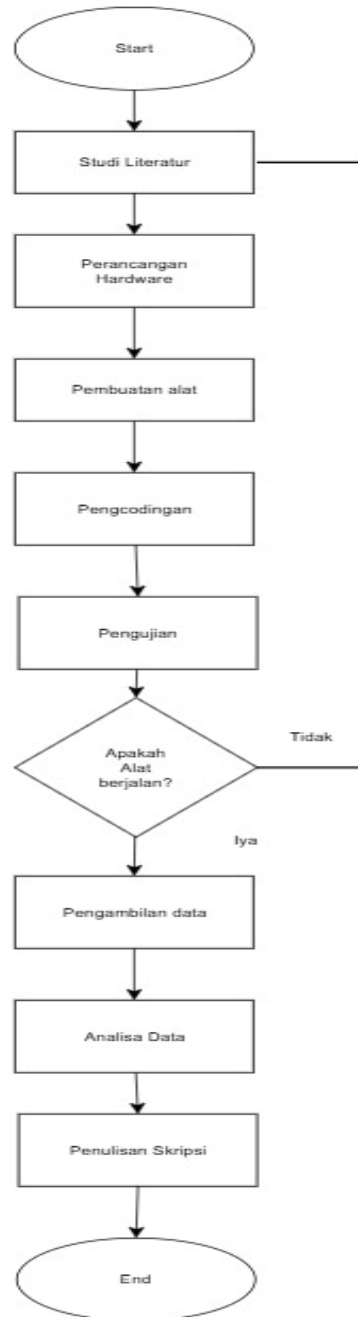 Start
Studi Literatur
Perancangan
Hardware
Pembuatan alat
Pengcodingan
Pengujian
Apakah
Alat
berjalan?
Tidak
Iya
Pengambilan data
Analisa Data
Penulisan Skripsi
End